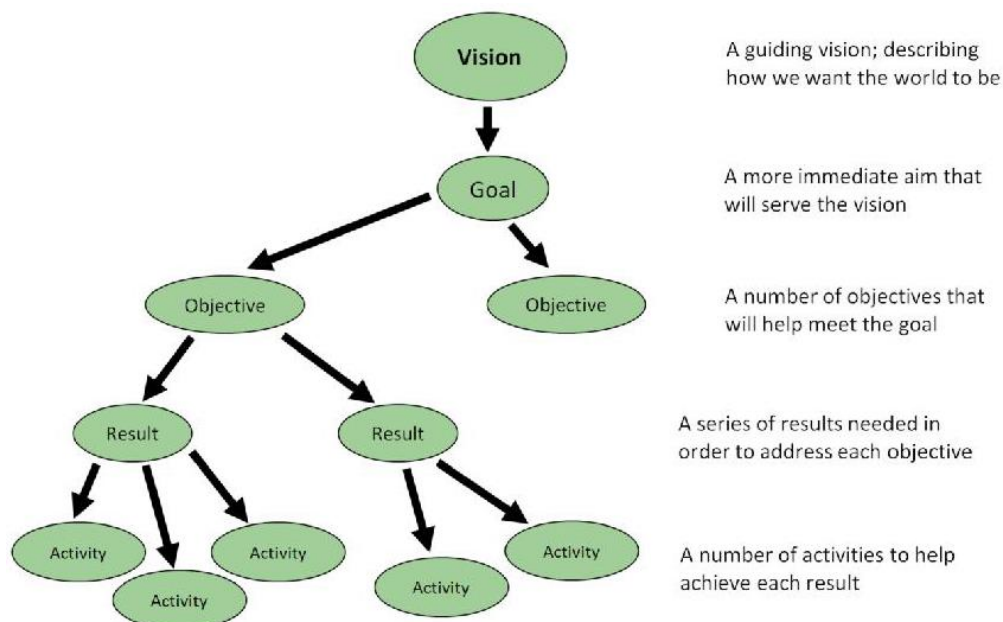 Vision
A guiding vision; describing
how we want the world to be
Goal
A more immediate aim that
will serve the vision
Objective
Objective
A number of objectives that
will help meet the goal
Result
Result
A series of results needed in
order to address each objective
Activity
Activity
Activity
Activity
Activity
A number of activities to help
achieve each result